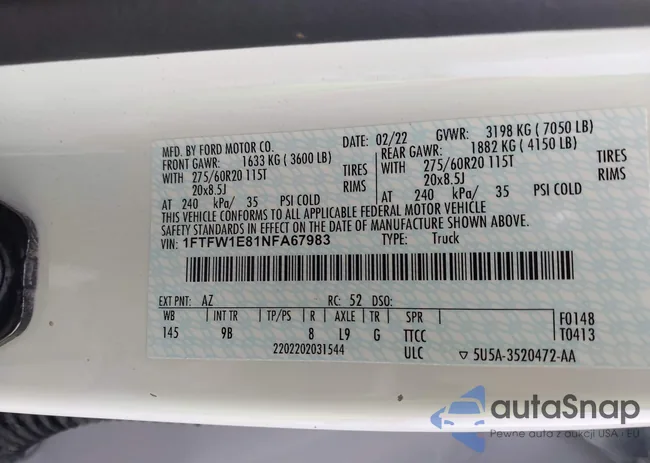 MFD. BY FORD MOTOR CO. DATE: 02/22 GVWR: 3198 KG ( 7050 LB)
FRONT GAWR: 1633 KG ( 3600 LB) REAR GAWR: 1882 KG ( 4150 LB)
WITH 275/60R20 115T TIRES WITH 275/60R20 115T TIRES
20x8.5J RIMS 20x8.5J RIMS
AT 240 kPa/ 35 PSI COLD AT 240 kPa/ 35 PSI COLD
THIS VEHICLE CONFORMS TO ALL APPLICABLE FEDERAL MOTOR VEHICLE
SAFETY STANDARDS IN EFFECT ON THE DATE OF MANUFACTURE SHOWN ABOVE.
VIN: 1FTFW1E81NFA67983 TYPE: Truck
EXT PNT: AZ RC: 52 DSO:
WB INT TR TP/PS R AXLE TR SPR F0148
145 9B 8 L9 G TTCC T0413
2202202031544 ULC ▽ 5U5A-3520472-AA
autaSnap
Pewne auta z aukcji USA i EU